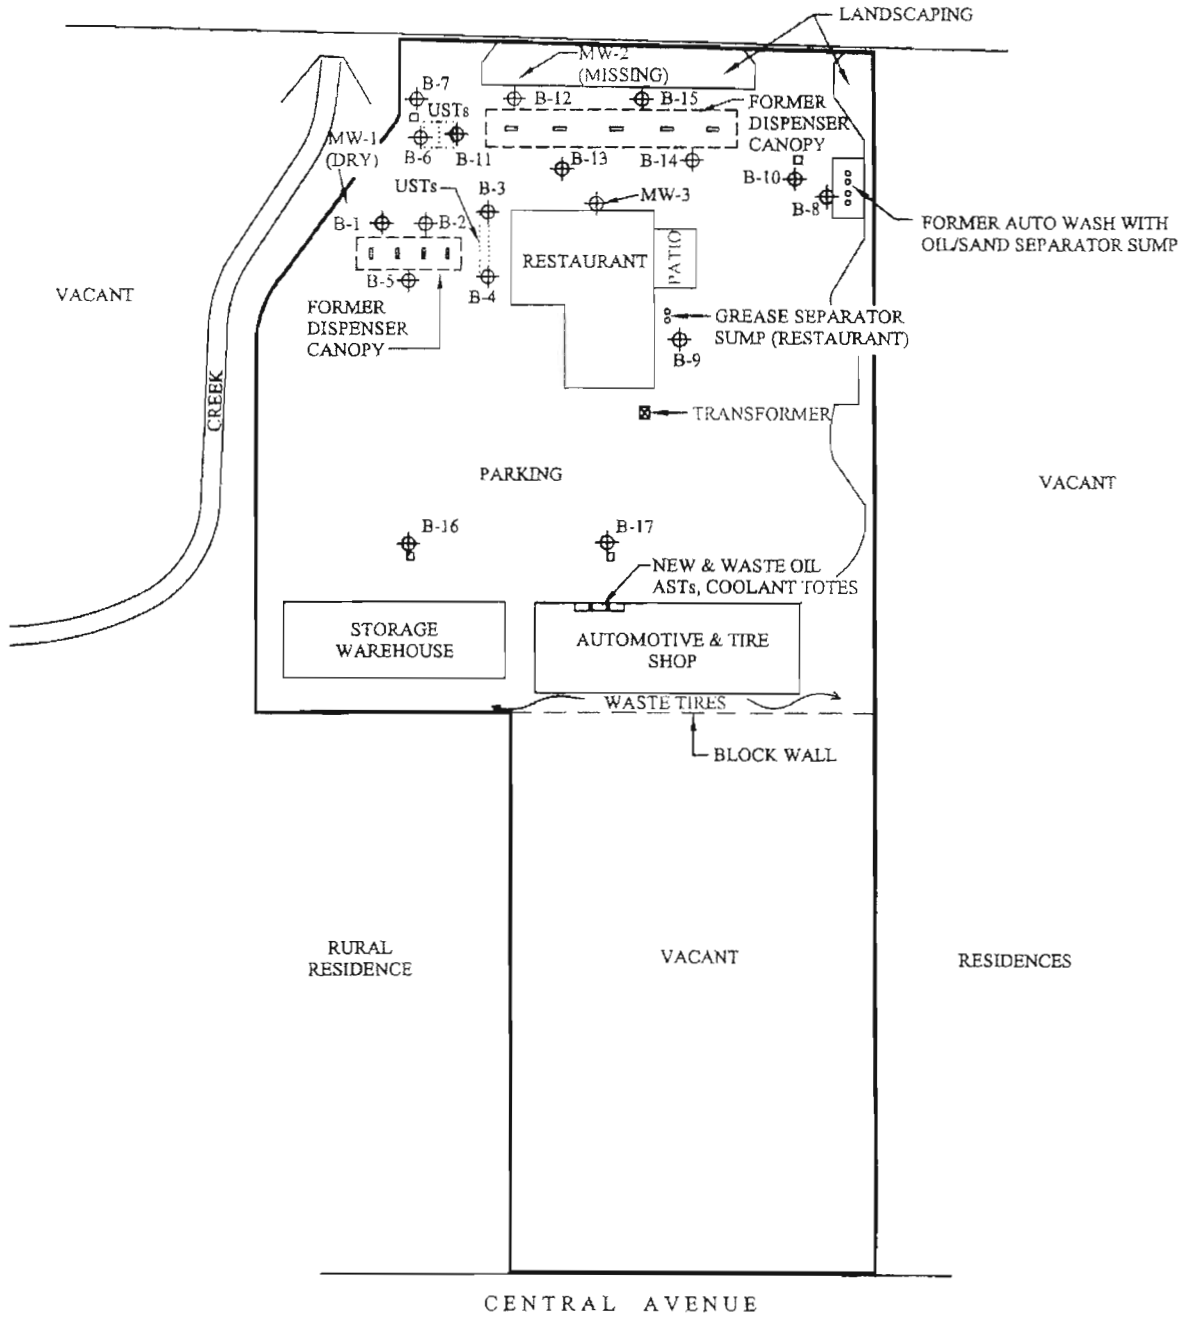 LANDSCAPING
MW-2
(MISSING)
B-7
B-12
B-15
USTs
FORMER
DISPENSER
CANOPY
MW-1
(DRY)
B-6
B-11
B-13
B-14
B-10
USTs
B-3
MW-3
B-8
B-1
B-2
FORMER AUTO WASH WITH
OIL/SAND SEPARATOR SUMP
RESTAURANT
PATIO
B-5
B-4
VACANT
FORMER
DISPENSER
CANOPY
GREASE SEPARATOR
SUMP (RESTAURANT)
B-9
CREEK
TRANSFORMER
PARKING
VACANT
B-16
B-17
NEW & WASTE OIL
ASTs, COOLANT TOTES
STORAGE
WAREHOUSE
AUTOMOTIVE & TIRE
SHOP
WASTE TIRES
BLOCK WALL
RURAL
RESIDENCE
VACANT
RESIDENCES
CENTRAL AVENUE